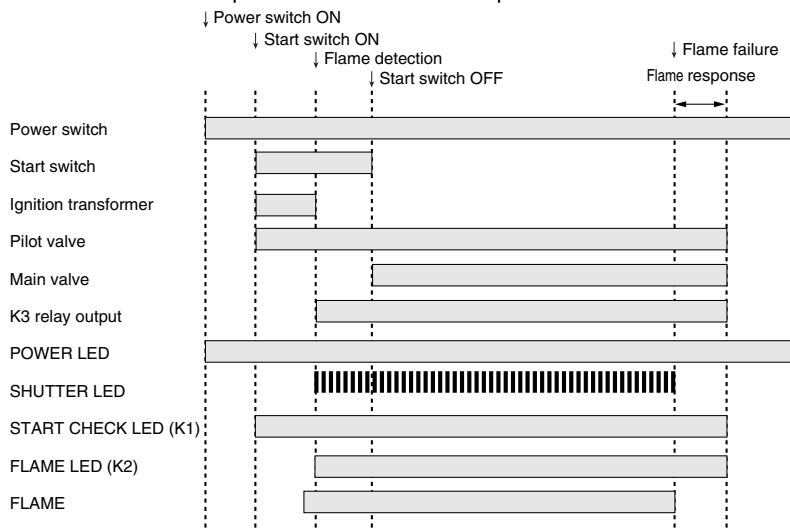 ↓ Power switch ON
↓ Start switch ON
↓ Flame detection
↓ Start switch OFF
↓ Flame failure
Flame response
Power switch
Start switch
Ignition transformer
Pilot valve
Main valve
K3 relay output
POWER LED
SHUTTER LED
START CHECK LED (K1)
FLAME LED (K2)
FLAME